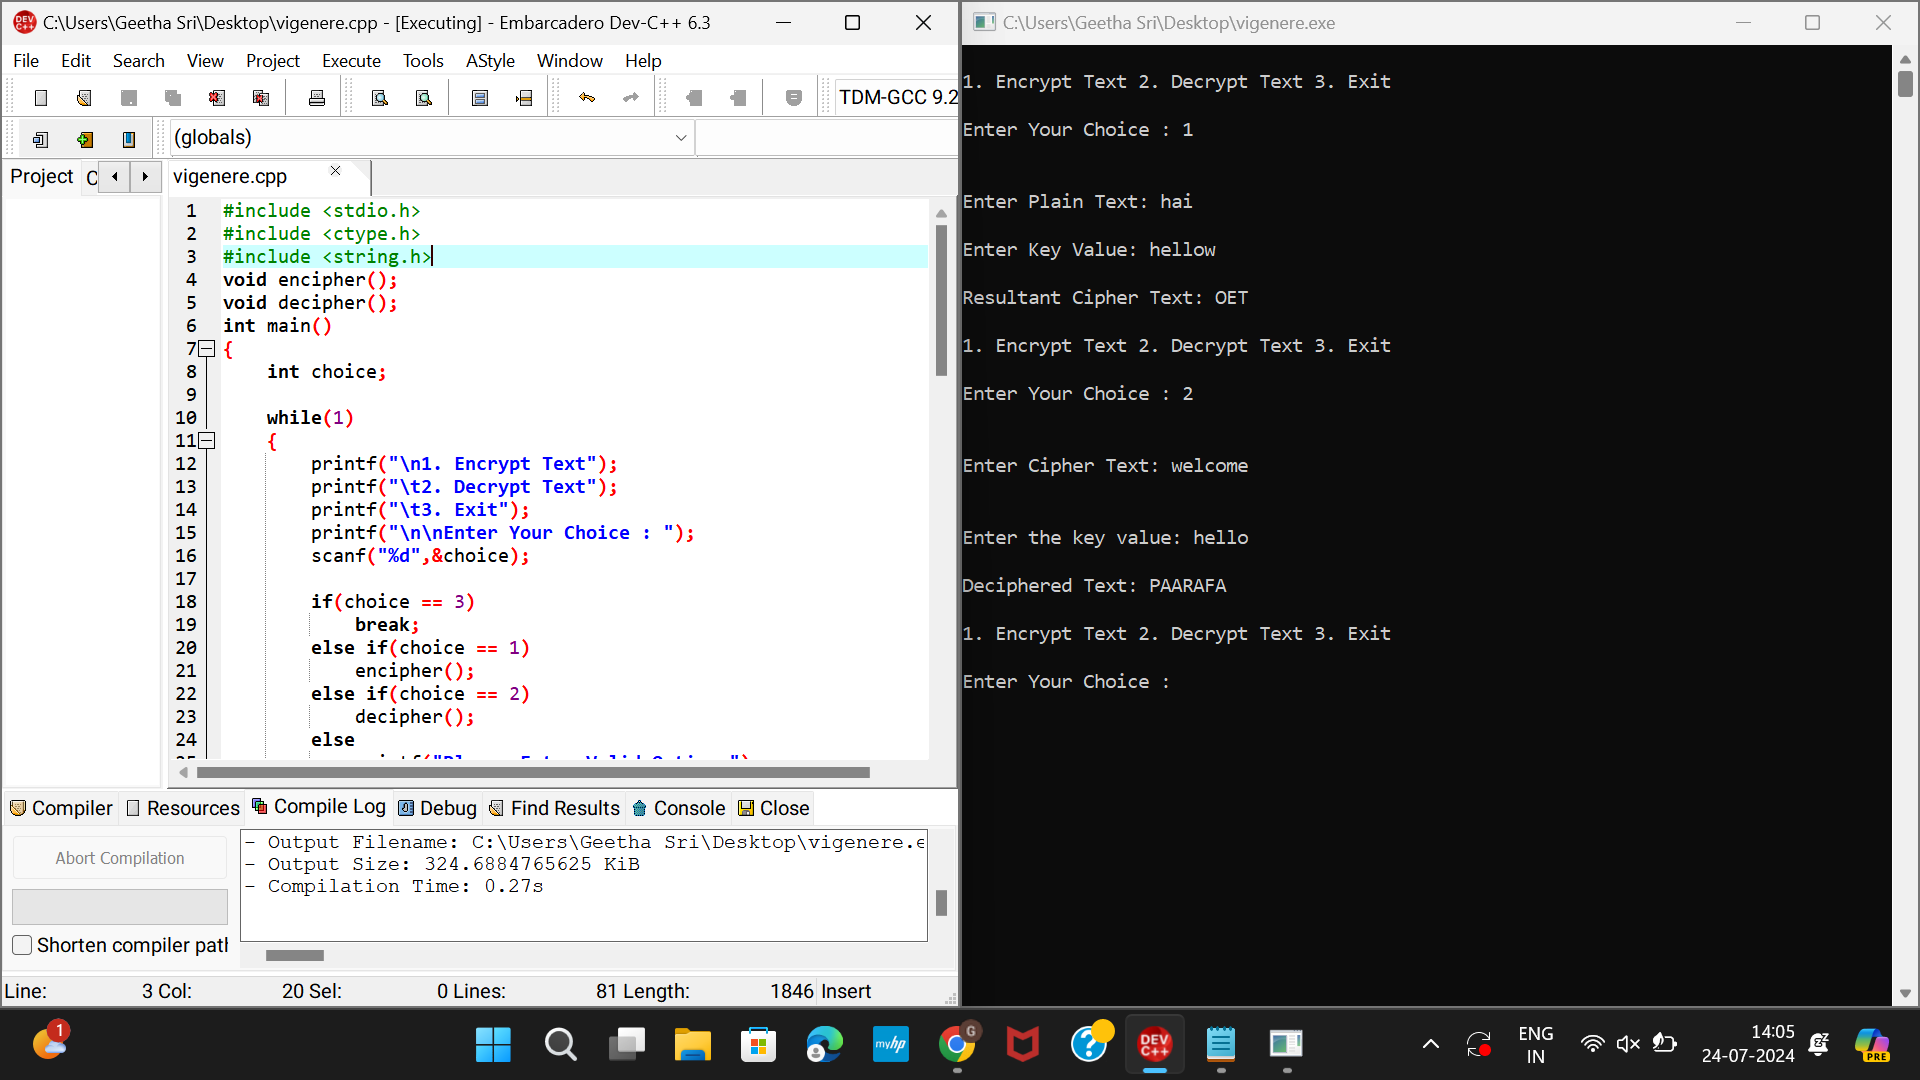 C:\Users\Geetha Sri\Desktop\vigenere.cpp - [Executing] - Embarcadero Dev-C++ 6.3
File Edit Search View Project Execute Tools AStyle Window Help
TDM-GCC 9.2
(globals)
Project
vigenere.cpp
1 #include <stdio.h>
2 #include <ctype.h>
3 #include <string.h>
4 void encipher();
5 void decipher();
6 int main()
7 {
8 int choice;
9
10 while(1)
11 {
12 printf("\n1. Encrypt Text");
13 printf("\t2. Decrypt Text");
14 printf("\t3. Exit");
15 printf("\n\nEnter Your Choice : ");
16 scanf("%d",&choice);
17
18 if(choice == 3)
19 break;
20 else if(choice == 1)
21 encipher();
22 else if(choice == 2)
23 decipher();
24 else
Compiler Resources Compile Log Debug Find Results Console Close
Abort Compilation
Shorten compiler path
- Output Filename: C:\Users\Geetha Sri\Desktop\vigenere.e
- Output Size: 324.6884765625 KiB
- Compilation Time: 0.27s
Line: 3 Col: 20 Sel: 0 Lines: 81 Length: 1846 Insert
C:\Users\Geetha Sri\Desktop\vigenere.exe
1. Encrypt Text 2. Decrypt Text 3. Exit
Enter Your Choice : 1
Enter Plain Text: hai
Enter Key Value: hellow
Resultant Cipher Text: OET
1. Encrypt Text 2. Decrypt Text 3. Exit
Enter Your Choice : 2
Enter Cipher Text: welcome
Enter the key value: hello
Deciphered Text: PAARAFA
1. Encrypt Text 2. Decrypt Text 3. Exit
Enter Your Choice :
1
myhp
G
DEV C++
ENG
IN
14:05
24-07-2024
PRE